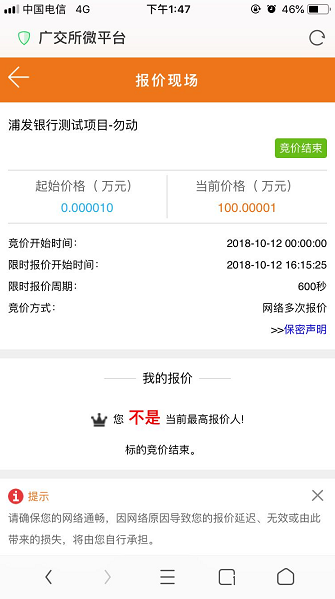 中国电信 4G 下午1:47 46%
广交所微平台
报价现场
浦发银行测试项目-勿动
竞价结束
起始价格（万元） 当前价格（万元）
0.000010 100.00001
竞价开始时间： 2018-10-12 00:00:00
限时报价开始时间： 2018-10-12 16:15:25
限时报价周期： 600秒
竞价方式： 网络多次报价
>>保密声明
我的报价
您 不是 当前最高报价人!
标的竞价结束。
提示
请确保您的网络通畅，因网络原因导致您的报价延迟、无效或由此
带来的损失，将由您自行承担。